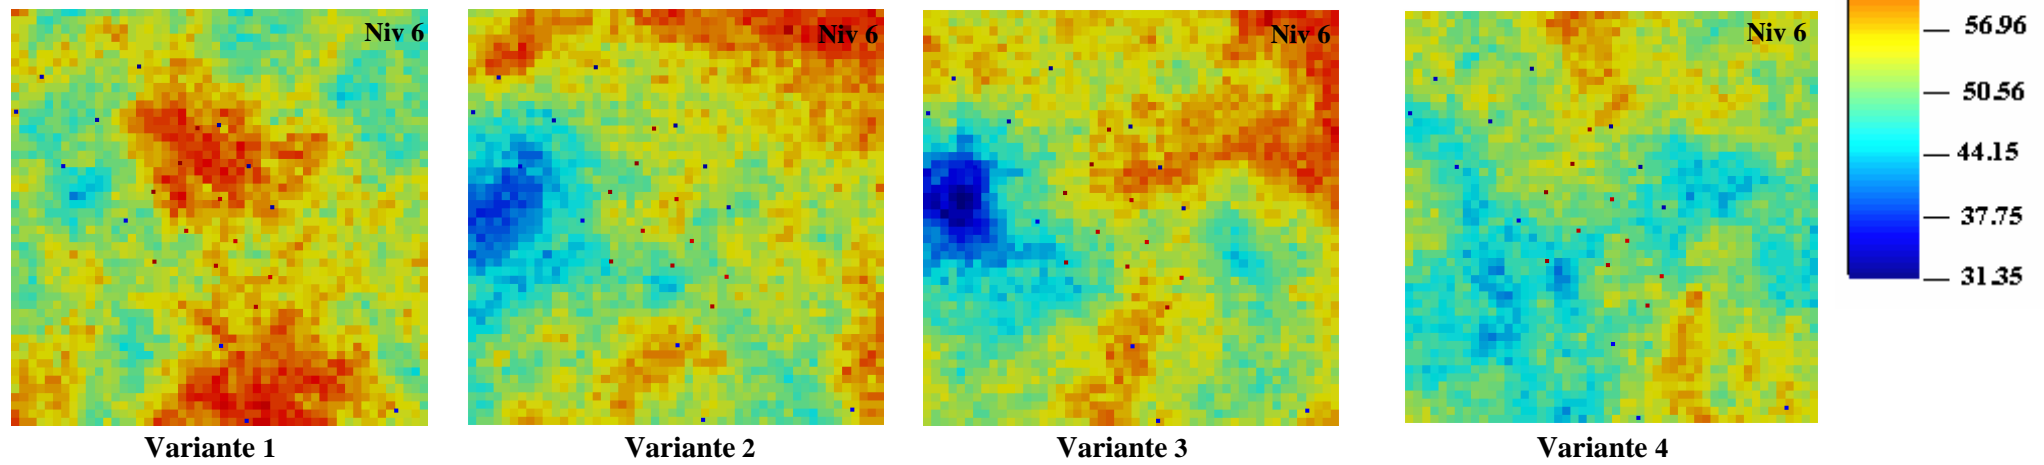 Niv 6
Niv 6
Niv 6
Niv 6
56.96
50.56
44.15
37.75
31.35
Variante 1
Variante 2
Variante 3
Variante 4